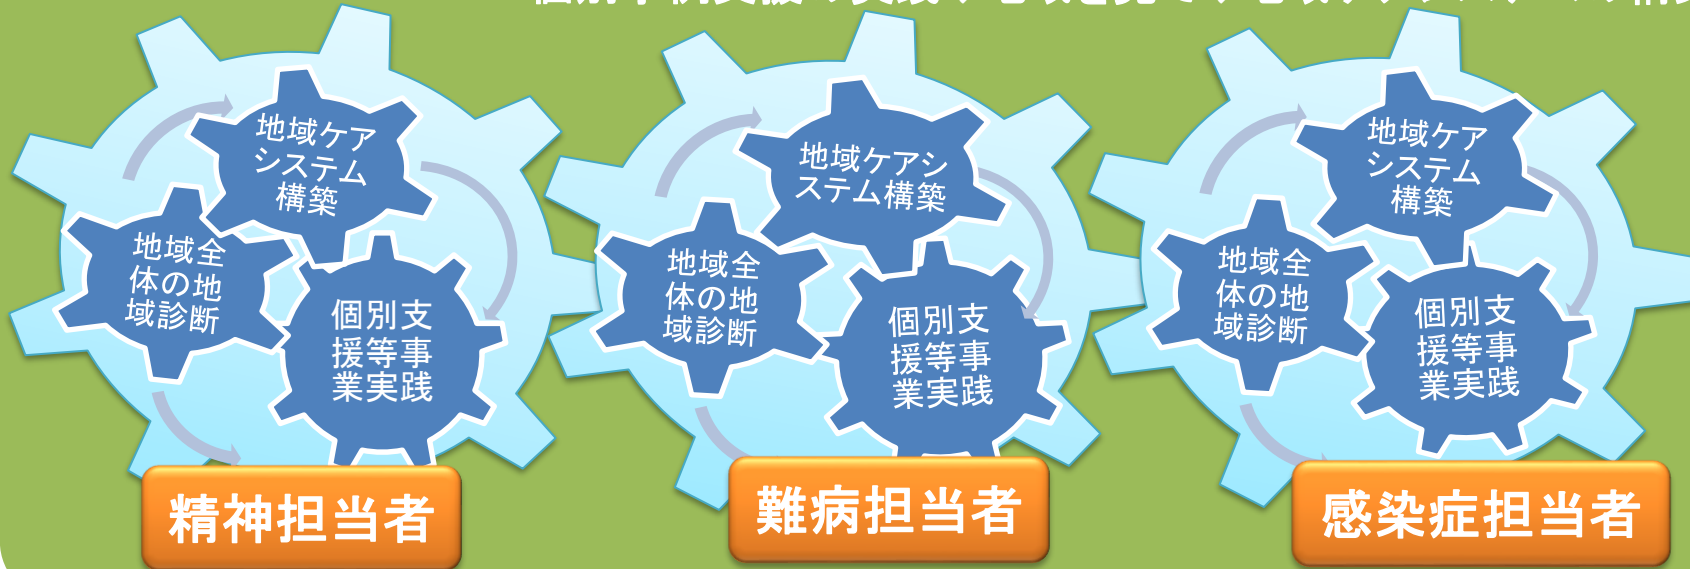 地域ケア
システム
構築
地域全
体の地
域診断
個別支
援等事
業実践
精神担当者
地域ケアシ
ステム構築
地域全
体の地
域診断
個別支
援等事
業実践
難病担当者
地域ケア
システム
構築
地域全
体の地
域診断
個別支
援等事
業実践
感染症担当者